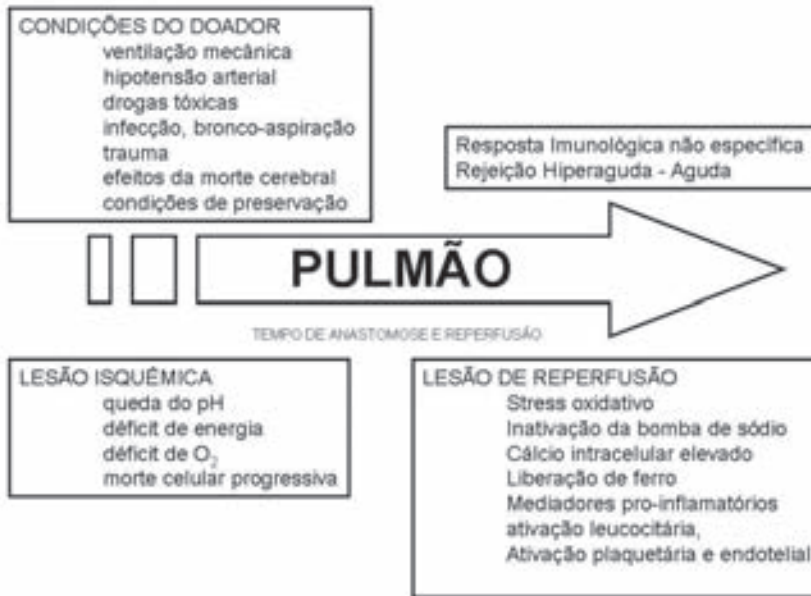 CONDIÇÕES DO DOADOR
ventilação mecânica
hipotensão arterial
drogas tóxicas
infecção, bronco-aspiração
trauma
efeitos da morte cerebral
condições de preservação
Resposta Imunológica não específica
Rejeição Hiperaguda - Aguda
PULMÃO
TEMPO DE ANASTOMOSE E REPERFUSÃO
LESÃO ISQUÊMICA
queda do pH
déficit de energia
déficit de O₂
morte celular progressiva
LESÃO DE REPERFUSÃO
Stress oxidativo
Inativação da bomba de sódio
Cálcio intracelular elevado
Liberação de ferro
Mediadores pro-inflamatórios
ativação leucocitária,
Ativação plaquetária e endotelial